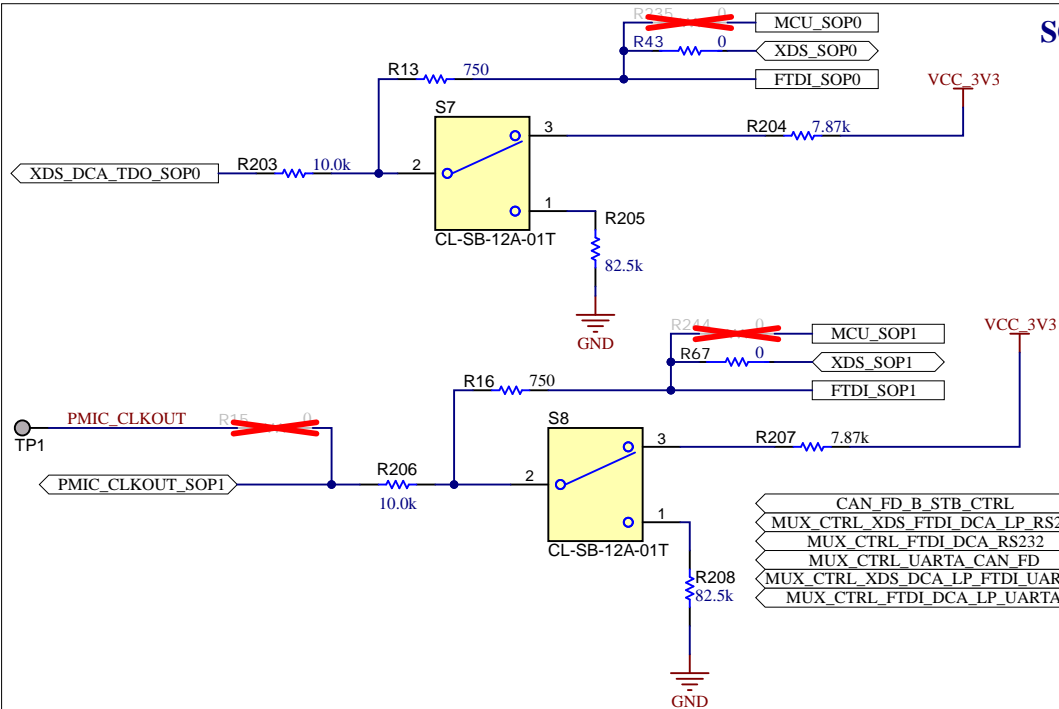 R235 0 MCU_SOP0
R43 0 XDS_SOP0
R13 750 FTDI_SOP0
VCC_3V3
S7
3 R204 7.87k
XDS_DCA_TDO_SOP0 R203 10.0k 2
1 R205
CL-SB-12A-01T
82.5k
GND
R244 0 MCU_SOP1
VCC_3V3
R67 0 XDS_SOP1
R16 750 FTDI_SOP1
TP1 PMIC_CLKOUT R15 0
S8
3 R207 7.87k
PMIC_CLKOUT_SOP1 R206 10.0k 2
1
CL-SB-12A-01T
R208
82.5k
GND
CAN_FD_B_STB_CTRL
MUX_CTRL_XDS_FTDI_DCA_LP_RS2
MUX_CTRL_FTDI_DCA_RS232
MUX_CTRL_UARTA_CAN_FD
MUX_CTRL_XDS_DCA_LP_FTDI_UAR
MUX_CTRL_FTDI_DCA_LP_UARTA